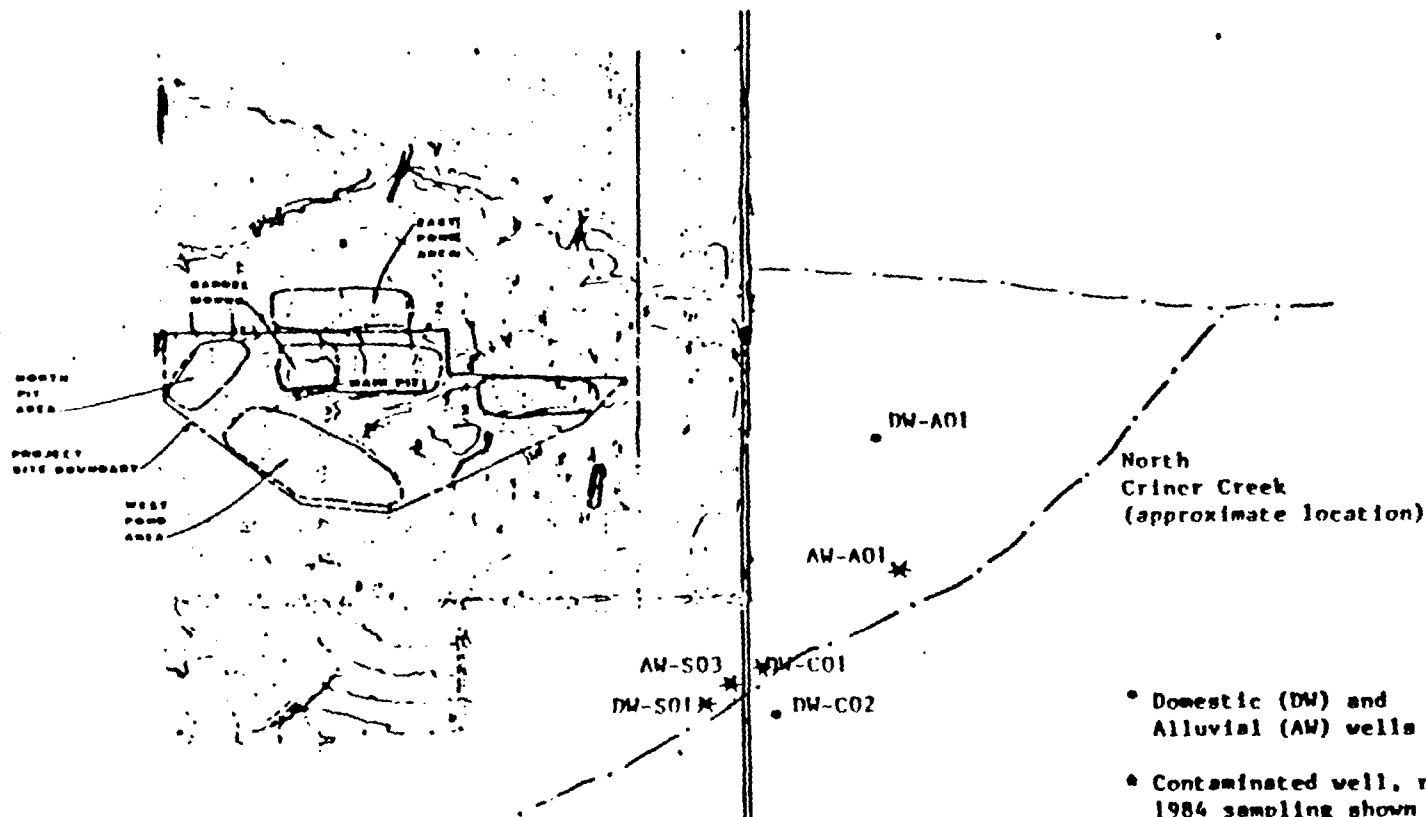 EAST
POND
AREA
BARREL
MOUND
MAIN PIT
NORTH
PIT
AREA
PROJECT
SITE BOUNDARY
WEST
POND
AREA
DW-A01
North
Criner Creek
(approximate location)
AW-A01
AW-S03
DW-C01
DW-S01
DW-C02
• Domestic (DW) and
Alluvial (AW) wells
* Contaminated well,
1984 sampling shown